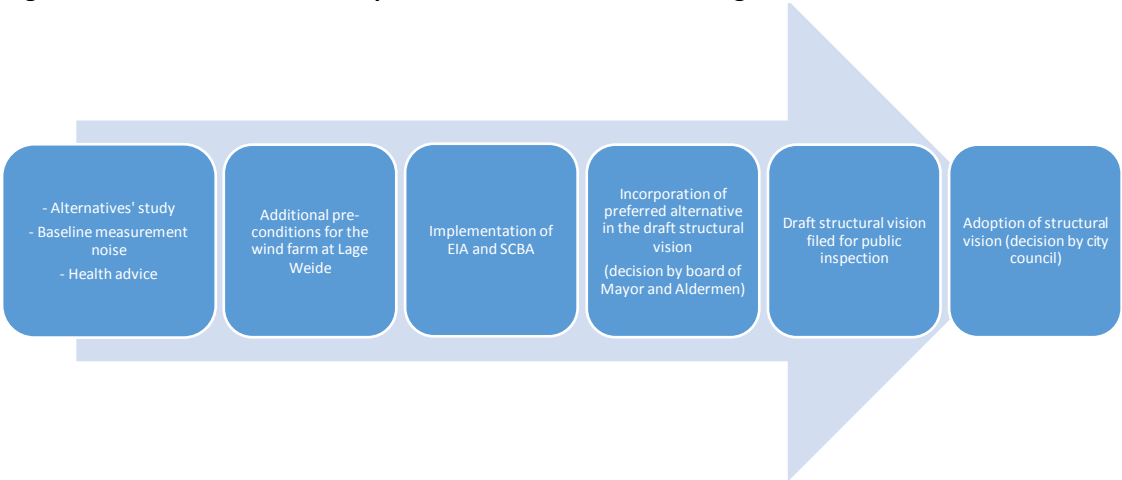 - Alternatives' study
- Baseline measurement
noise
- Health advice
Additional pre-
conditions for the
wind farm at Lage
Weide
Implementation of
EIA and SCBA
Incorporation of
preferred alternative
in the draft structural
vision
(decision by board of
Mayor and Aldermen)
Draft structural vision
filed for public
inspection
Adoption of structural
vision (decision by city
council)